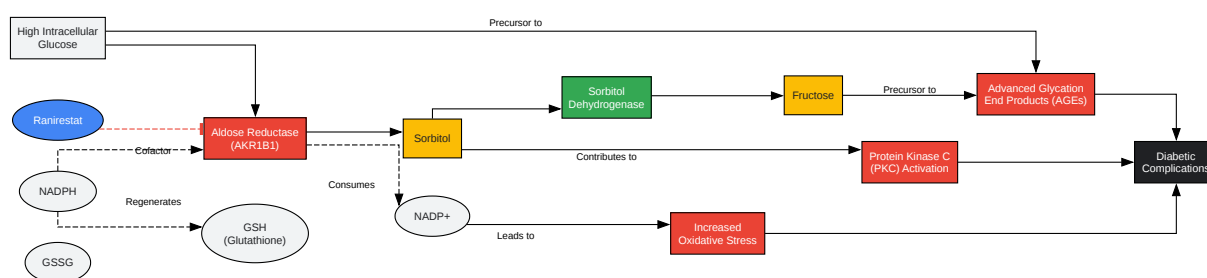 Precursor to
High Intracellular
Glucose
Sorbitol
Dehydrogenase
Fructose
Precursor to
Advanced Glycation
End Products (AGEs)
Ranirestat
Aldose Reductase
(AKR1B1)
Sorbitol
Cofactor
Contributes to
Protein Kinase C
(PKC) Activation
Diabetic
Complications
NADPH
Consumes
Regenerates
NADP+
GSH
(Glutathione)
Leads to
Increased
Oxidative Stress
GSSG